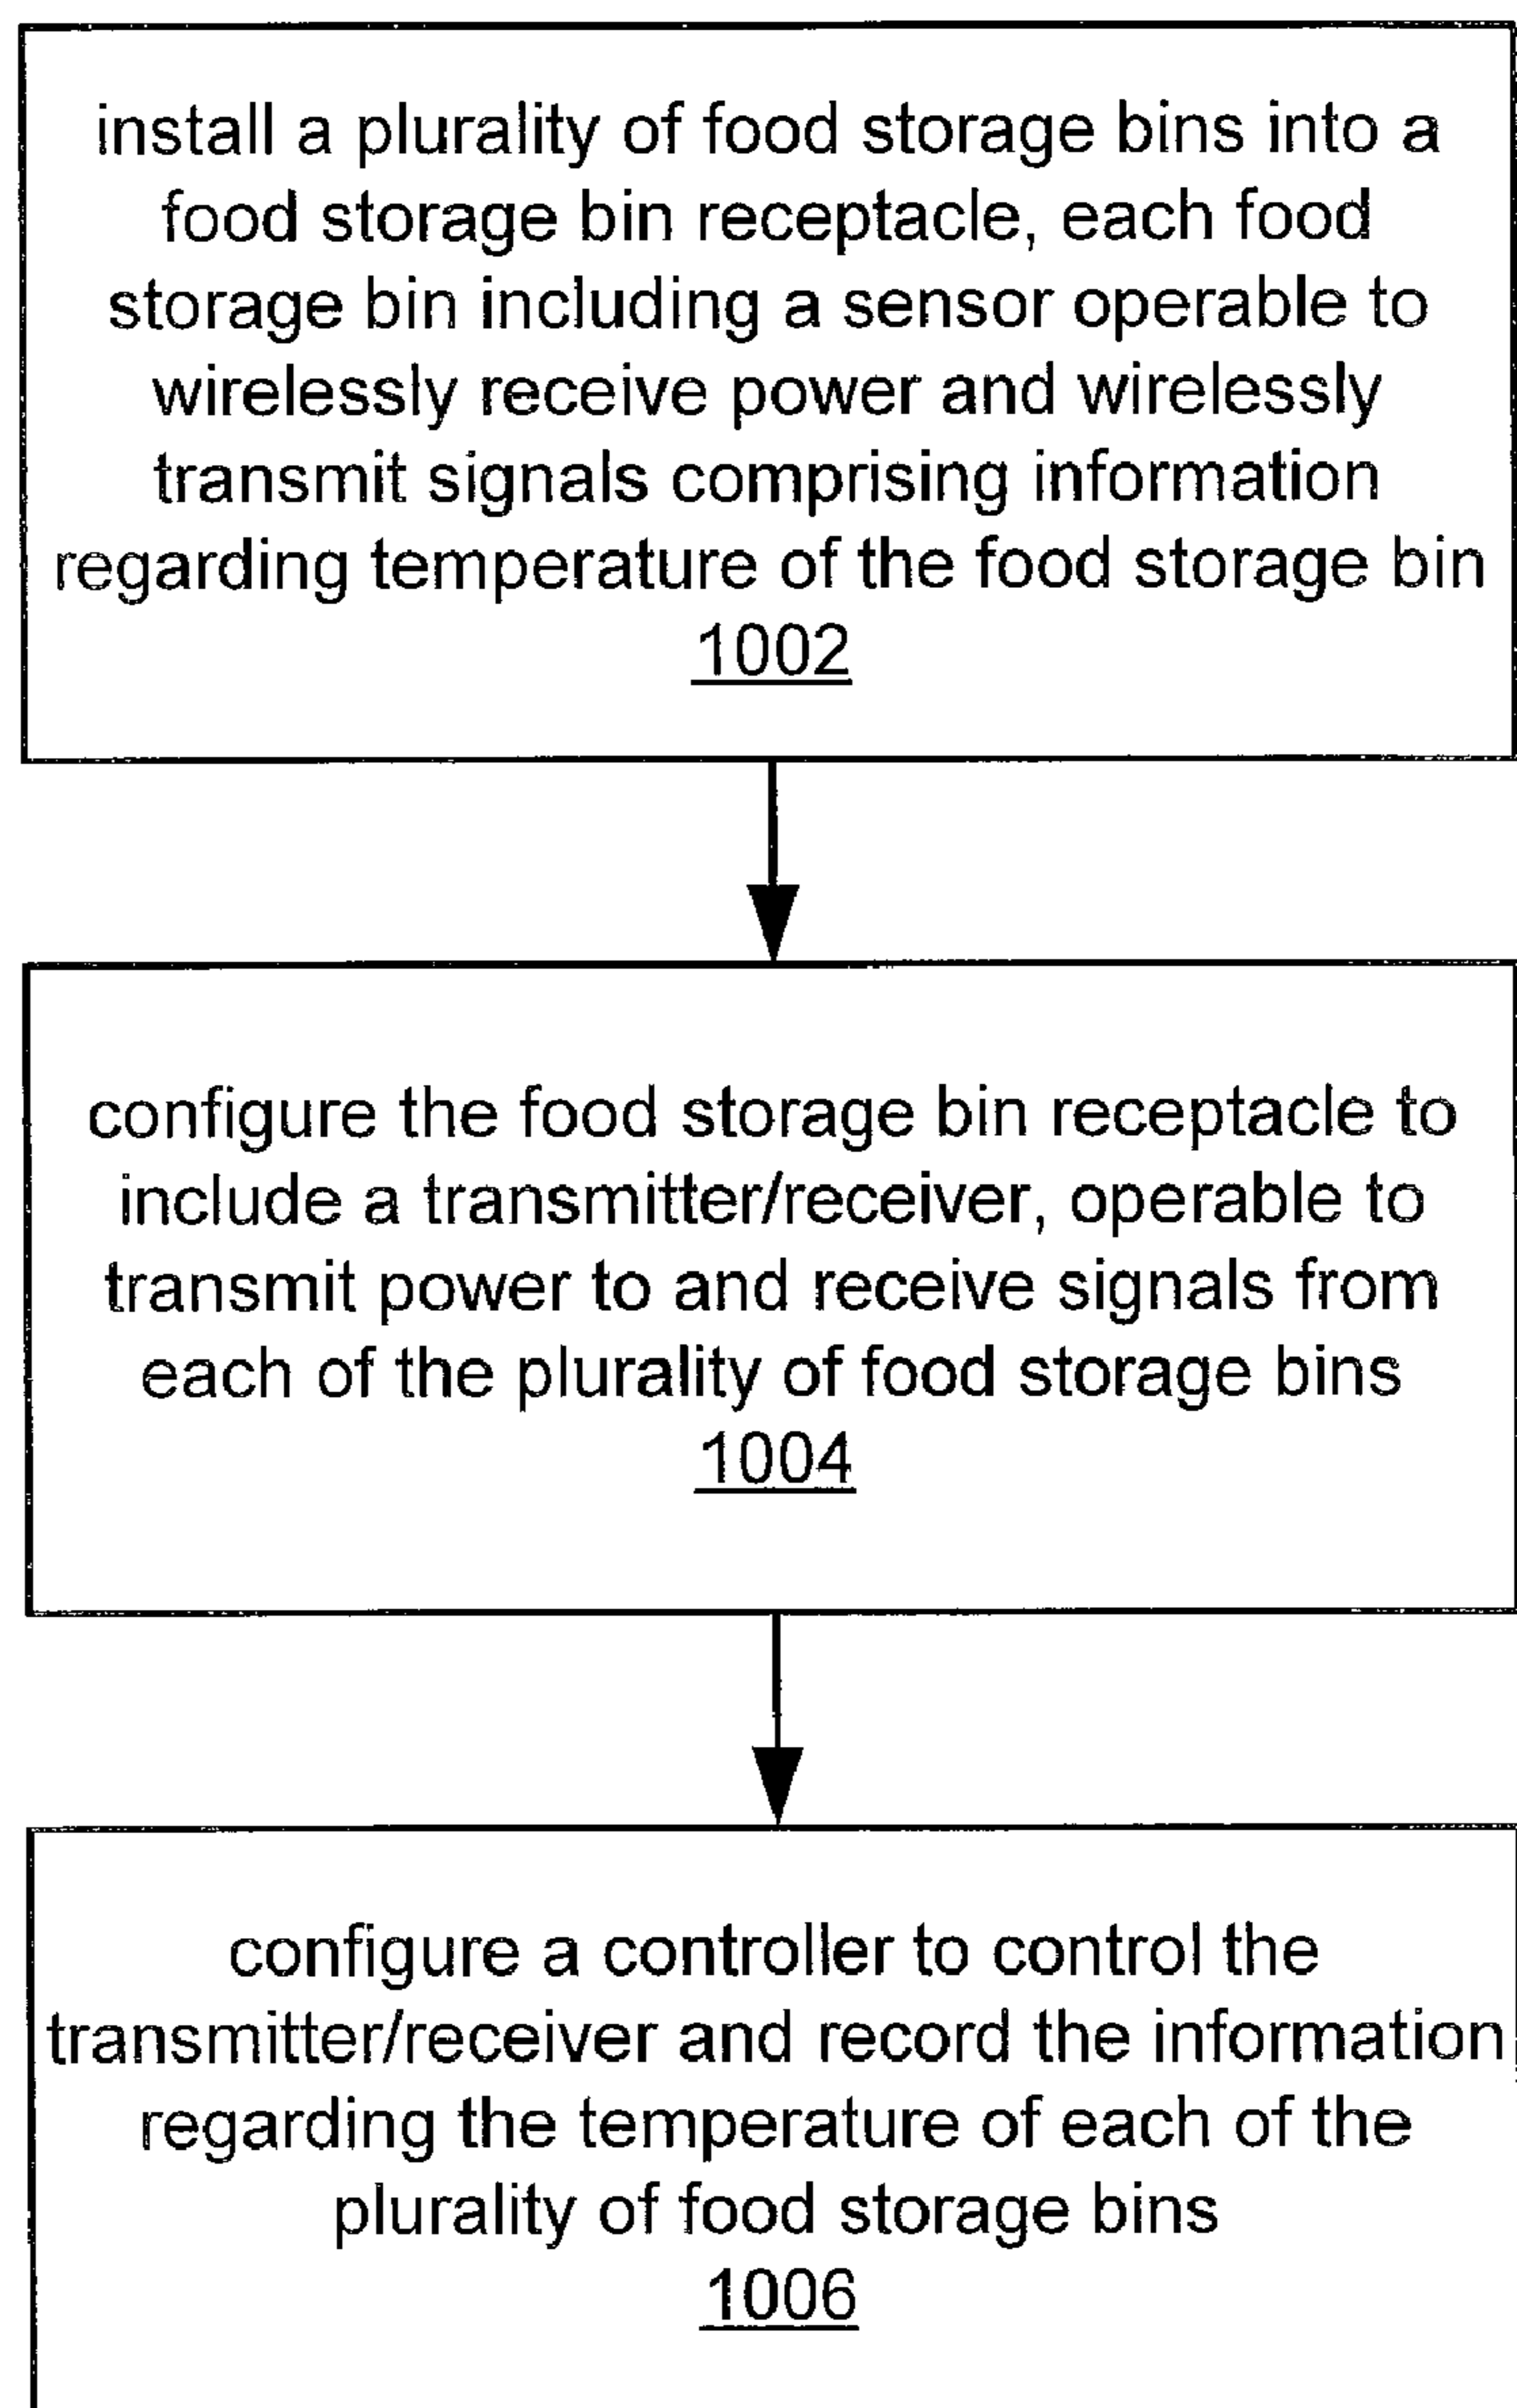 install a plurality of food storage bins into a
food storage bin receptacle, each food
storage bin including a sensor operable to
wirelessly receive power and wirelessly
transmit signals comprising information
regarding temperature of the food storage bin
1002
configure the food storage bin receptacle to
include a transmitter/receiver, operable to
transmit power to and receive signals from
each of the plurality of food storage bins
1004
configure a controller to control the
transmitter/receiver and record the information
regarding the temperature of each of the
plurality of food storage bins
1006